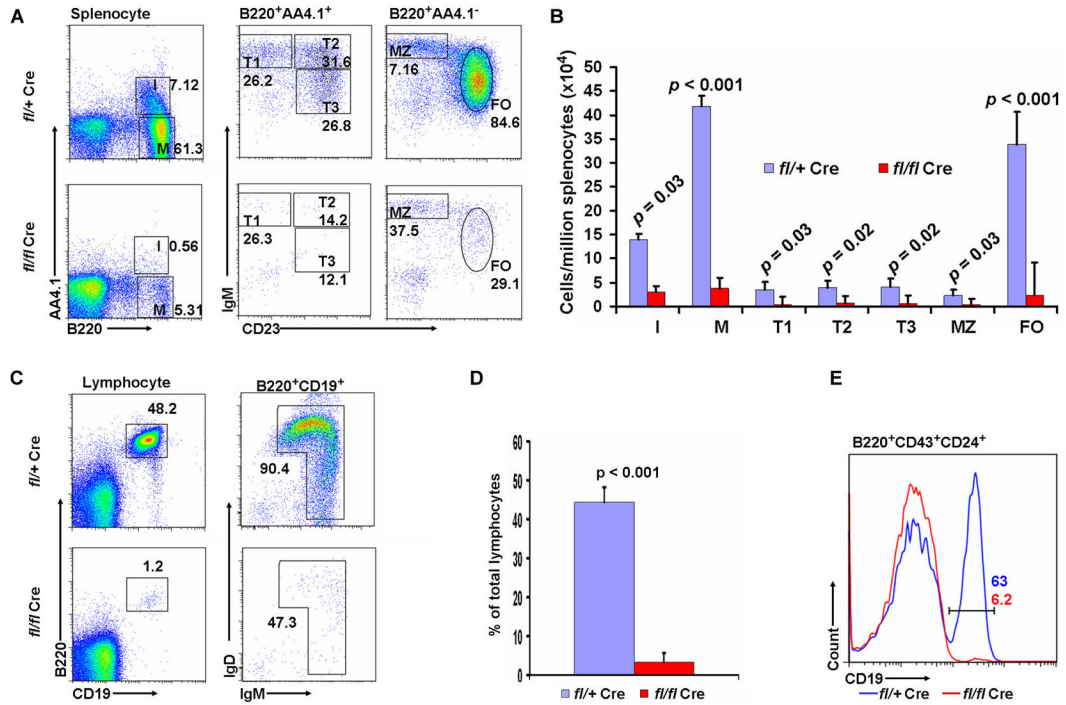 A
Splenocyte
B220+AA4.1+
B220+AA4.1-
fl/+ Cre
I 7.12
M 61.3
T1
26.2
T2
31.6
T3
26.8
MZ
7.16
FO
84.6
fl/fl Cre
I 0.56
M 5.31
T1
26.3
T2
14.2
T3
12.1
MZ
37.5
FO
29.1
AA4.1
B220
IgM
CD23
B
Cells/million splenocytes (x10⁴)
50
45
40
35
30
25
20
15
10
5
0
p = 0.03
p < 0.001
p = 0.03
p = 0.02
p = 0.02
p = 0.03
p < 0.001
fl/+ Cre fl/fl Cre
I M T1 T2 T3 MZ FO
C
Lymphocyte
B220+CD19+
fl/+ Cre
48.2
90.4
fl/fl Cre
1.2
47.3
B220
CD19
IgD
IgM
D
% of total lymphocytes
60
50
40
30
20
10
0
p < 0.001
fl/+ Cre fl/fl Cre
E
B220+CD43+CD24+
63
6.2
Count
CD19
fl/+ Cre fl/fl Cre